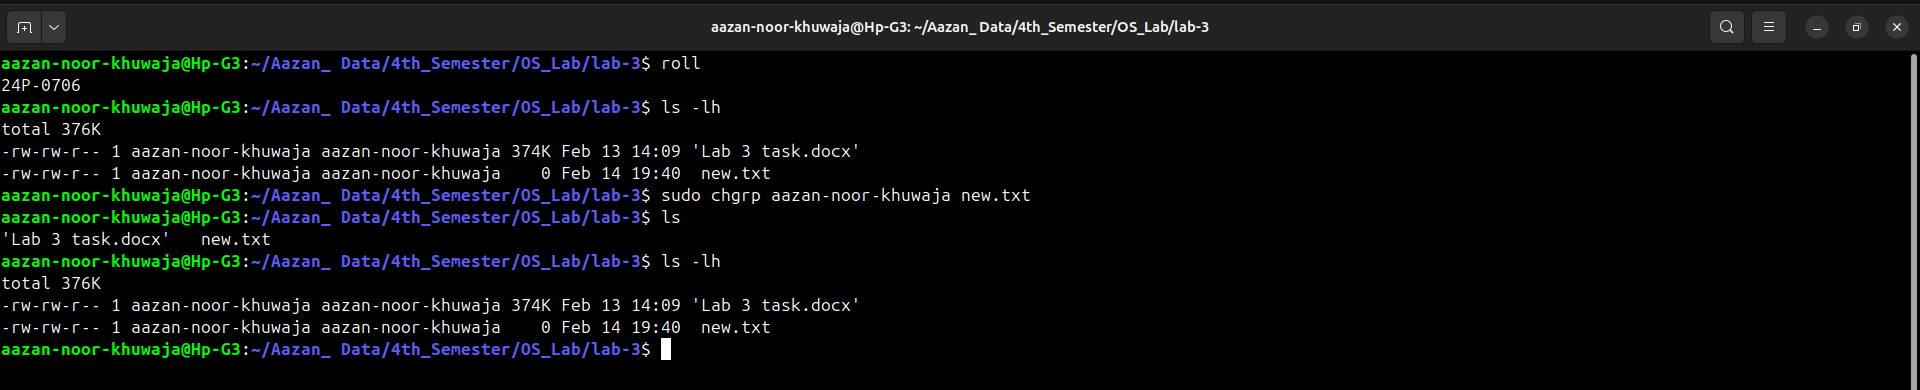 aazan-noor-khuwaja@Hp-G3: ~/Aazan_ Data/4th_Semester/OS_Lab/lab-3
aazan-noor-khuwaja@Hp-G3:~/Aazan_ Data/4th_Semester/OS_Lab/lab-3$ roll
24P-0706
aazan-noor-khuwaja@Hp-G3:~/Aazan_ Data/4th_Semester/OS_Lab/lab-3$ ls -lh
total 376K
-rw-rw-r-- 1 aazan-noor-khuwaja aazan-noor-khuwaja 374K Feb 13 14:09 'Lab 3 task.docx'
-rw-rw-r-- 1 aazan-noor-khuwaja aazan-noor-khuwaja    0 Feb 14 19:40  new.txt
aazan-noor-khuwaja@Hp-G3:~/Aazan_ Data/4th_Semester/OS_Lab/lab-3$ sudo chgrp aazan-noor-khuwaja new.txt
aazan-noor-khuwaja@Hp-G3:~/Aazan_ Data/4th_Semester/OS_Lab/lab-3$ ls
'Lab 3 task.docx'   new.txt
aazan-noor-khuwaja@Hp-G3:~/Aazan_ Data/4th_Semester/OS_Lab/lab-3$ ls -lh
total 376K
-rw-rw-r-- 1 aazan-noor-khuwaja aazan-noor-khuwaja 374K Feb 13 14:09 'Lab 3 task.docx'
-rw-rw-r-- 1 aazan-noor-khuwaja aazan-noor-khuwaja    0 Feb 14 19:40  new.txt
aazan-noor-khuwaja@Hp-G3:~/Aazan_ Data/4th_Semester/OS_Lab/lab-3$